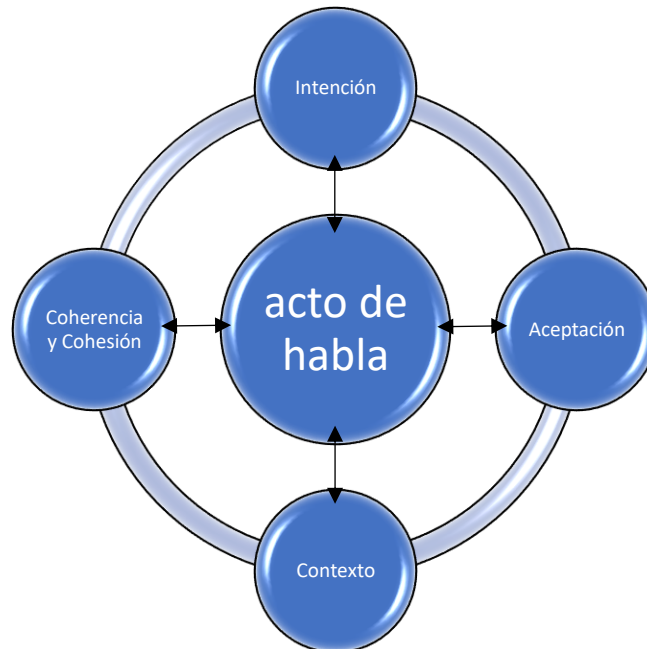 Intención
Coherencia
y Cohesión
acto de
habla
Aceptación
Contexto